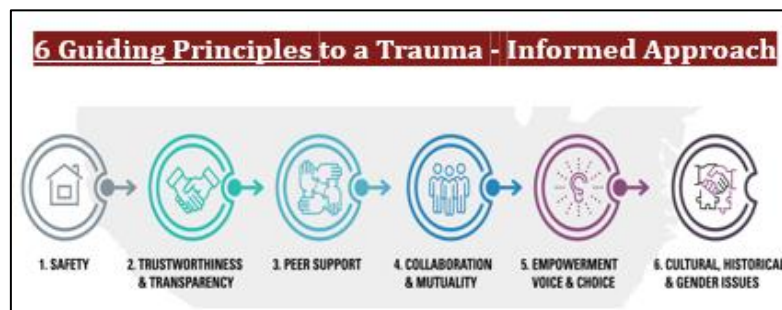 6 Guiding Principles to a Trauma - Informed Approach
1. SAFETY
2. TRUSTWORTHINESS
& TRANSPARENCY
3. PEER SUPPORT
4. COLLABORATION
& MUTUALITY
5. EMPOWERMENT
VOICE & CHOICE
6. CULTURAL, HISTORICAL
& GENDER ISSUES